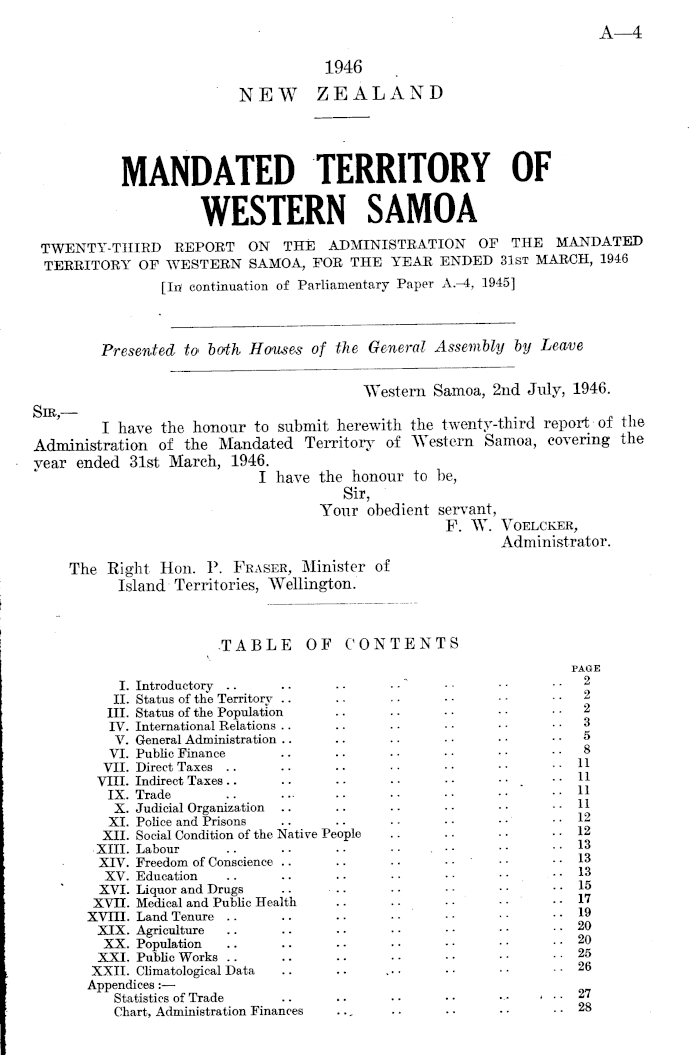 A—4
1946
NEW ZEALAND
MANDATED TERRITORY OF
WESTERN SAMOA
TWENTY-THIRD REPORT ON THE ADMINISTRATION OF THE MANDATED
TERRITORY OF WESTERN SAMOA, FOR THE YEAR ENDED 31ST MARCH, 1946
[In continuation of Parliamentary Paper A.–4, 1945]
Presented to both Houses of the General Assembly by Leave
Western Samoa, 2nd July, 1946.
SIR,—
I have the honour to submit herewith the twenty-third report of the
Administration of the Mandated Territory of Western Samoa, covering the
year ended 31st March, 1946.
I have the honour to be,
Sir,
Your obedient servant,
F. W. VOELCKER,
Administrator.
The Right Hon. P. FRASER, Minister of
Island Territories, Wellington.
TABLE OF CONTENTS
PAGE
I. Introductory .. .. .. .. .. .. .. 2
II. Status of the Territory .. .. .. .. .. .. 2
III. Status of the Population .. .. .. .. .. 2
IV. International Relations .. .. .. .. .. .. 3
V. General Administration .. .. .. .. .. .. 5
VI. Public Finance .. .. .. .. .. .. 8
VII. Direct Taxes .. .. .. .. .. .. .. 11
VIII. Indirect Taxes .. .. .. .. .. .. .. 11
IX. Trade .. .. .. .. .. .. .. 11
X. Judicial Organization .. .. .. .. .. .. 11
XI. Police and Prisons .. .. .. .. .. .. 12
XII. Social Condition of the Native People .. .. .. .. 12
XIII. Labour .. .. .. .. .. .. .. 13
XIV. Freedom of Conscience .. .. .. .. .. .. 13
XV. Education .. .. .. .. .. .. .. 13
XVI. Liquor and Drugs .. .. .. .. .. .. 15
XVII. Medical and Public Health .. .. .. .. .. 17
XVIII. Land Tenure .. .. .. .. .. .. .. 19
XIX. Agriculture .. .. .. .. .. .. .. 20
XX. Population .. .. .. .. .. .. .. 20
XXI. Public Works .. .. .. .. .. .. .. 25
XXII. Climatological Data .. .. .. .. .. .. 26
Appendices :—
Statistics of Trade .. .. .. .. .. .. 27
Chart, Administration Finances .. .. .. .. .. 28